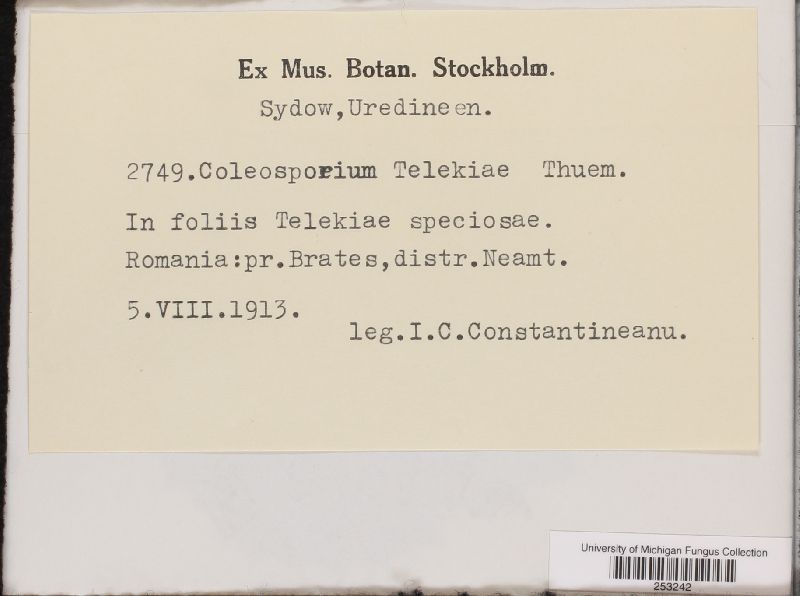 Ex Mus. Botan. Stockholm.
Sydow,Uredineen.
2749.Coleosporium Telekiae Thuem.
In foliis Telekiae speciosae.
Romania:pr.Brates,distr.Neamt.
5.VIII.1913.
leg.I.C.Constantineanu.
University of Michigan Fungus Collection
253242